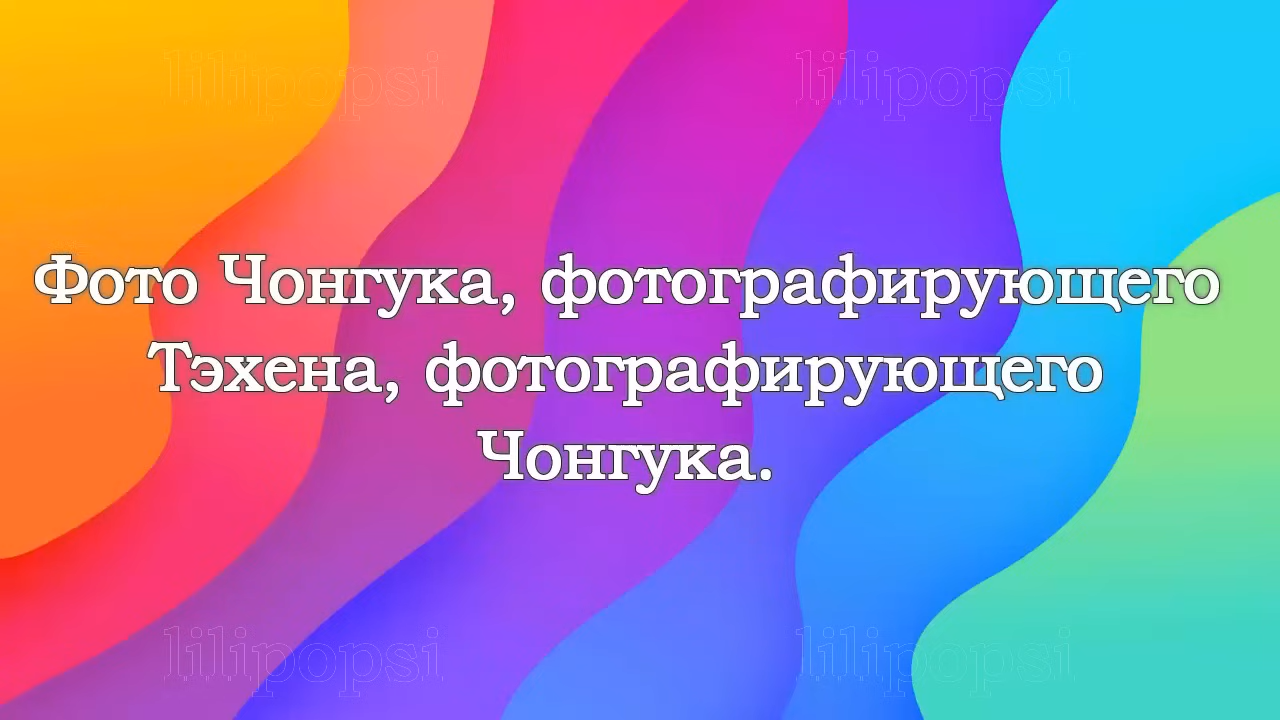 lilipopsi lilipopsi
Фото Чонгука, фотографирующего
Тэхена, фотографирующего
Чонгука.
lilipopsi lilipopsi